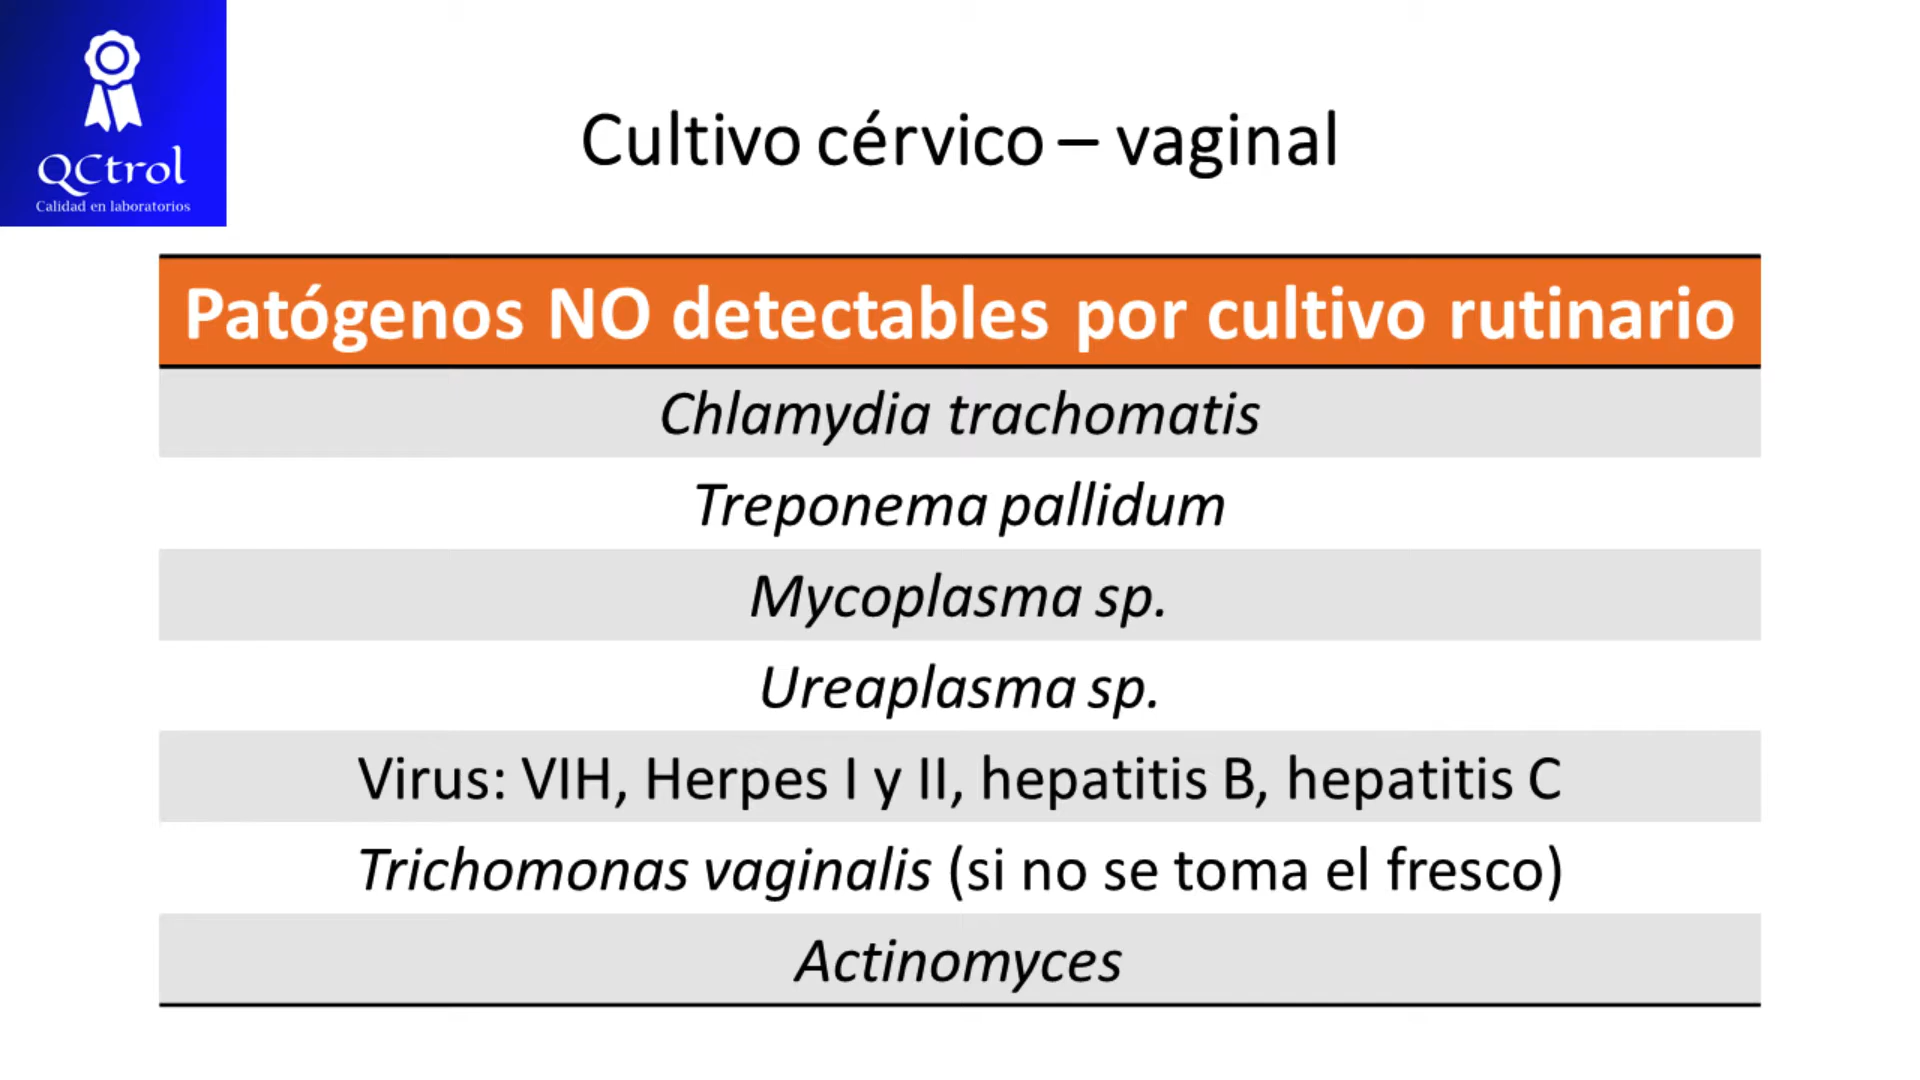 QCtrol
Calidad en laboratorios
Cultivo cérvico – vaginal
Patógenos NO detectables por cultivo rutinario
Chlamydia trachomatis
Treponema pallidum
Mycoplasma sp.
Ureaplasma sp.
Virus: VIH, Herpes I y II, hepatitis B, hepatitis C
Trichomonas vaginalis (si no se toma el fresco)
Actinomyces